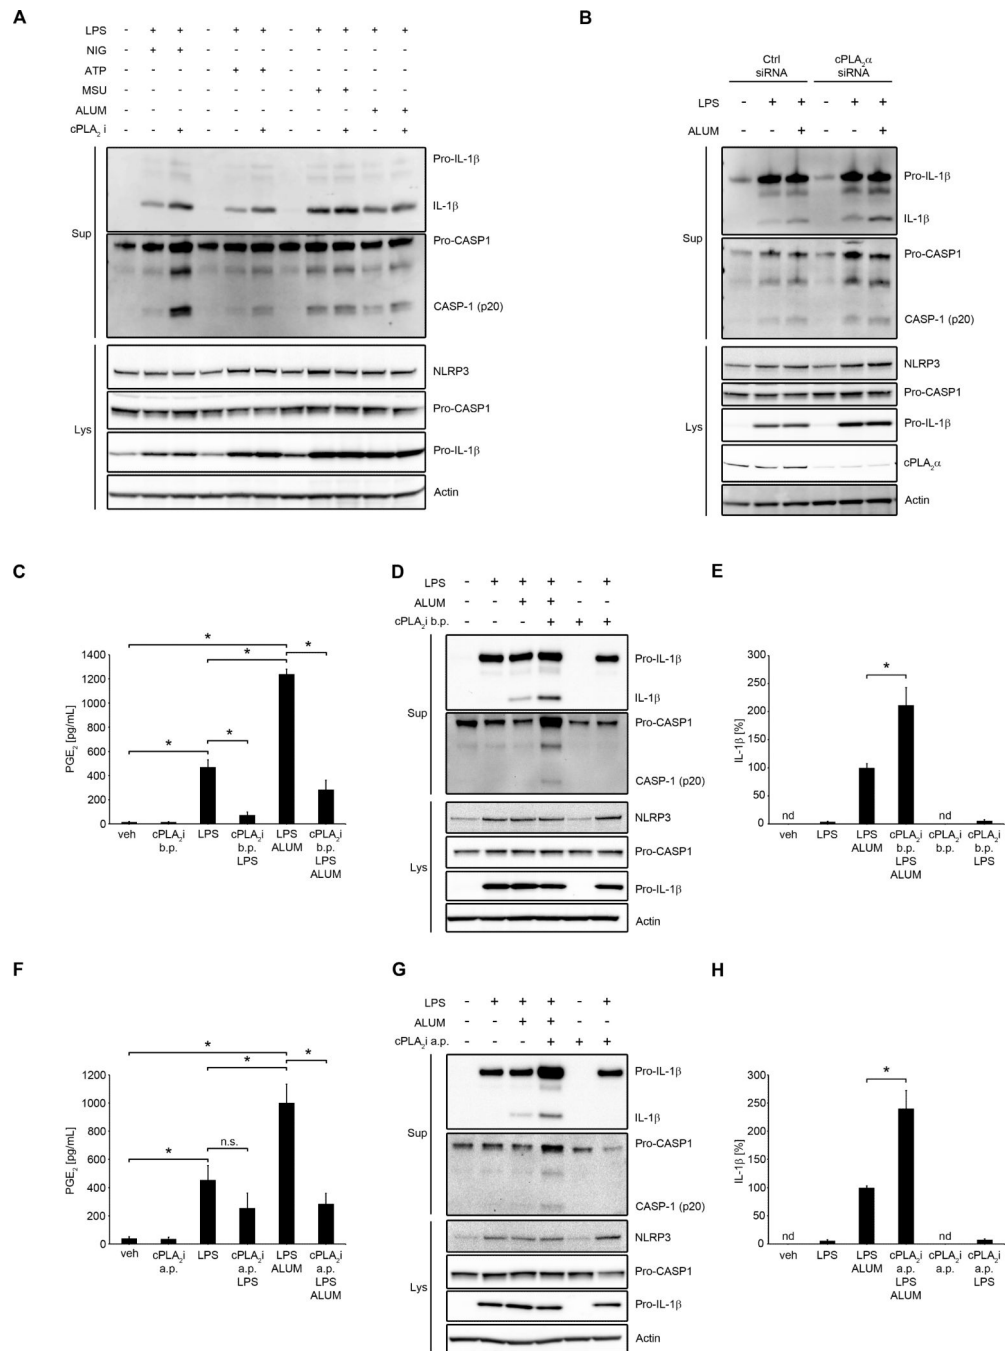 A
LPS - + + - + + - + + + +
NIG - + + - - - - - - - -
ATP - - - - + + - - - - -
MSU - - - - - - - + + - -
ALUM - - - - - - - - - + +
cPLA₂ i - - + - - + - - + - +
Sup
Pro-IL-1β
IL-1β
Pro-CASP1
CASP-1 (p20)
Lys
NLRP3
Pro-CASP1
Pro-IL-1β
Actin
B
Ctrl siRNA
cPLA₂α siRNA
LPS - + + - + +
ALUM - - + - - +
Sup
Pro-IL-1β
IL-1β
Pro-CASP1
CASP-1 (p20)
Lys
NLRP3
Pro-CASP1
Pro-IL-1β
cPLA₂α
Actin
C
PGE₂ [pg/mL]
1400
1200
1000
800
600
400
200
0
* * * * *
veh
cPLA₂i b.p.
LPS
cPLA₂i b.p. LPS
LPS ALUM
cPLA₂i b.p. LPS ALUM
D
LPS - + + + - +
ALUM - - + + - -
cPLA₂i b.p. - - - + + +
Sup
Pro-IL-1β
IL-1β
Pro-CASP1
CASP-1 (p20)
Lys
NLRP3
Pro-CASP1
Pro-IL-1β
Actin
E
IL-1β [%]
300
250
200
150
100
50
0
*
nd
nd
veh
LPS
LPS ALUM
cPLA₂i b.p. LPS ALUM
cPLA₂i b.p.
cPLA₂i b.p. LPS
F
PGE₂ [pg/mL]
1200
1000
800
600
400
200
0
* * * * n.s.
veh
cPLA₂i a.p.
LPS
cPLA₂i a.p. LPS
LPS ALUM
cPLA₂i a.p. LPS ALUM
G
LPS - + + + - +
ALUM - - + + - -
cPLA₂i a.p. - - - + + +
Sup
Pro-IL-1β
IL-1β
Pro-CASP1
CASP-1 (p20)
Lys
NLRP3
Pro-CASP1
Pro-IL-1β
Actin
H
IL-1β [%]
300
250
200
150
100
50
0
*
nd
nd
veh
LPS
LPS ALUM
cPLA₂i a.p. LPS ALUM
cPLA₂i a.p.
cPLA₂i a.p. LPS